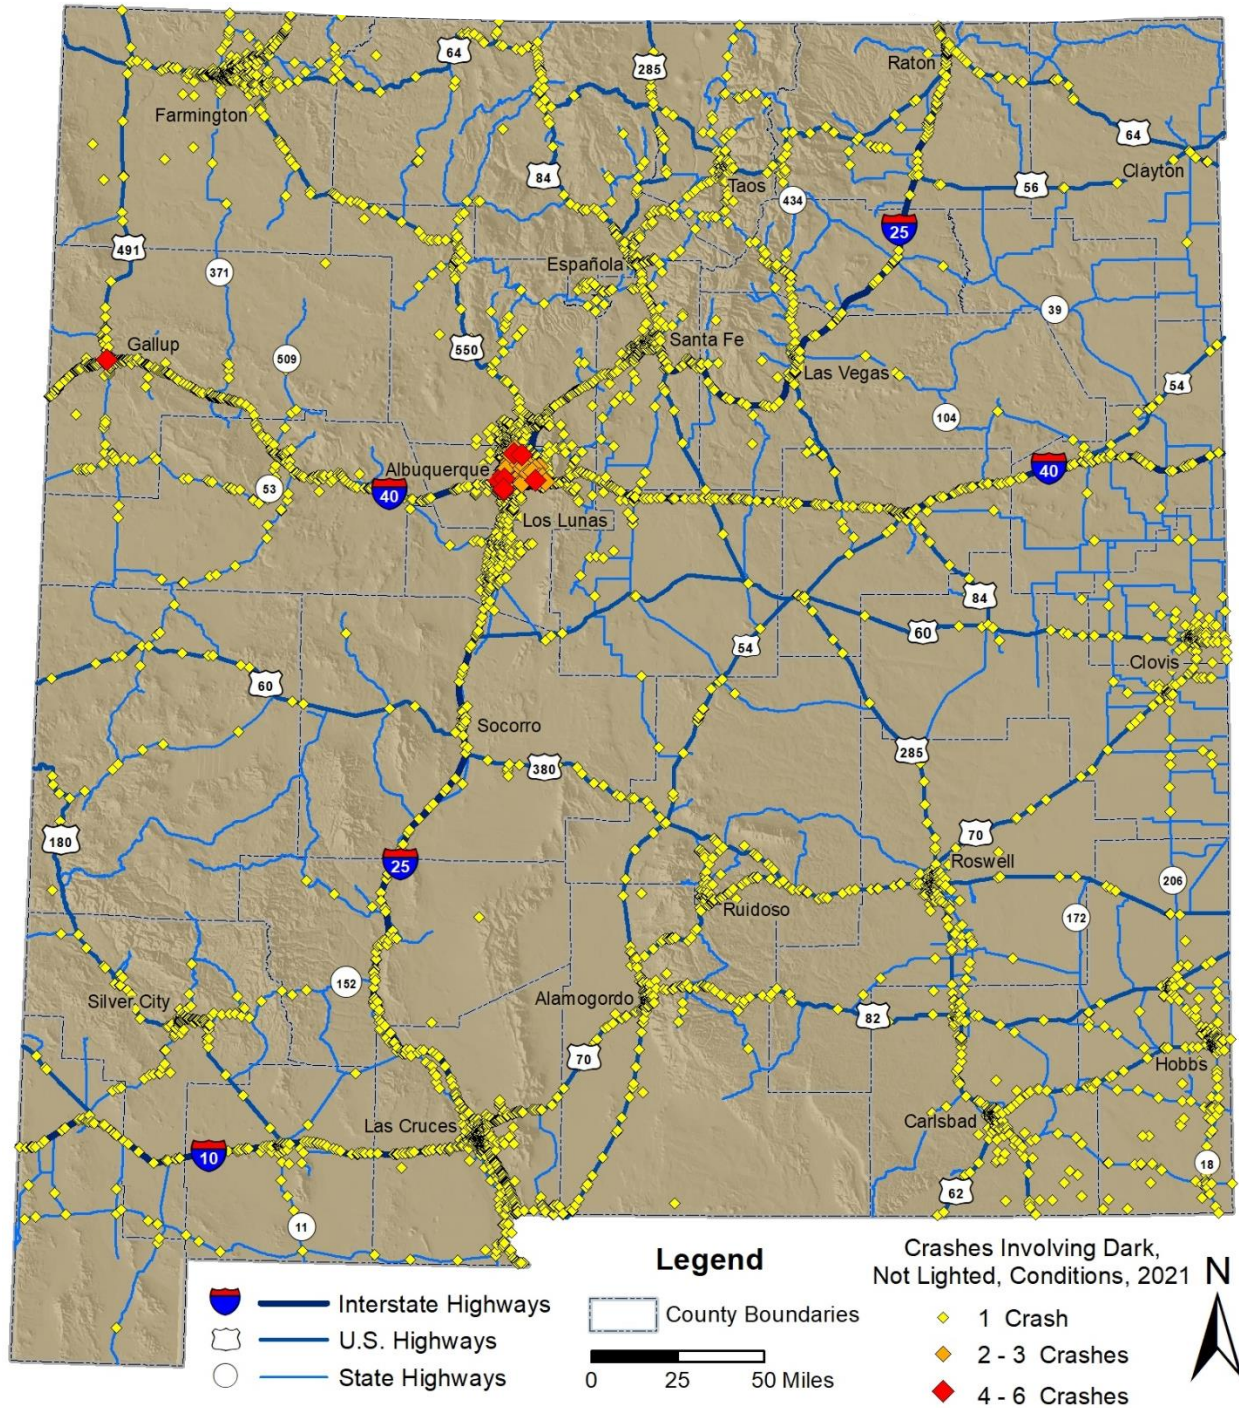 64
285
Raton
Farmington
64
Clayton
84
Taos
56
434
491
25
371
Española
39
Gallup
Santa Fe
550
509
Las Vegas
54
104
Albuquerque
40
53
40
Los Lunas
84
60
54
Clovis
60
Socorro
285
380
70
180
25
Roswell
206
Ruidoso
172
152
Silver City
Alamogordo
82
70
Hobbs
Las Cruces
Carlsbad
10
18
62
11
Legend
Interstate Highways
U.S. Highways
State Highways
County Boundaries
0 25 50 Miles
Crashes Involving Dark,
Not Lighted, Conditions, 2021
N
1 Crash
2 - 3 Crashes
4 - 6 Crashes